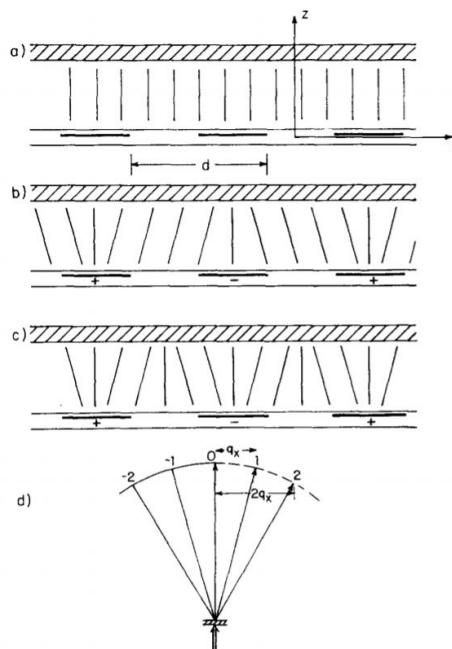 z
a)
d
b)
+ - +
c)
+ - +
-2 -1 0 qx 1 2
2qx
d)